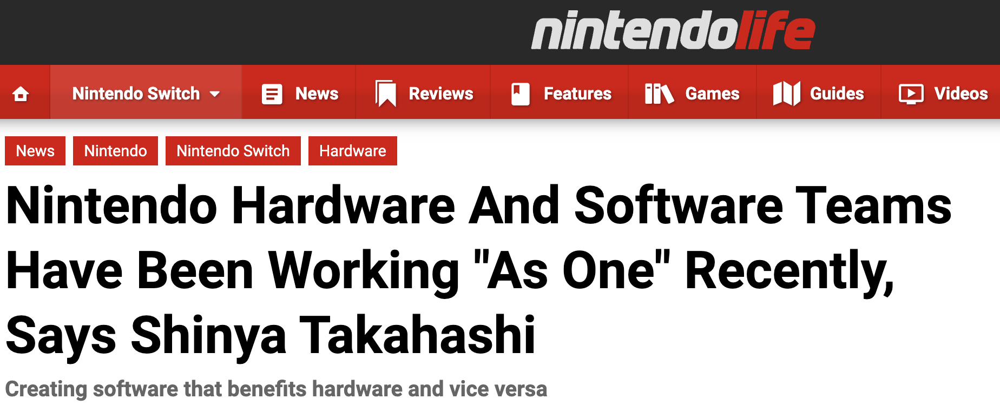 nintendolife
Nintendo Switch News Reviews Features Games Guides Videos
News Nintendo Nintendo Switch Hardware
Nintendo Hardware And Software Teams
Have Been Working "As One" Recently,
Says Shinya Takahashi
Creating software that benefits hardware and vice versa